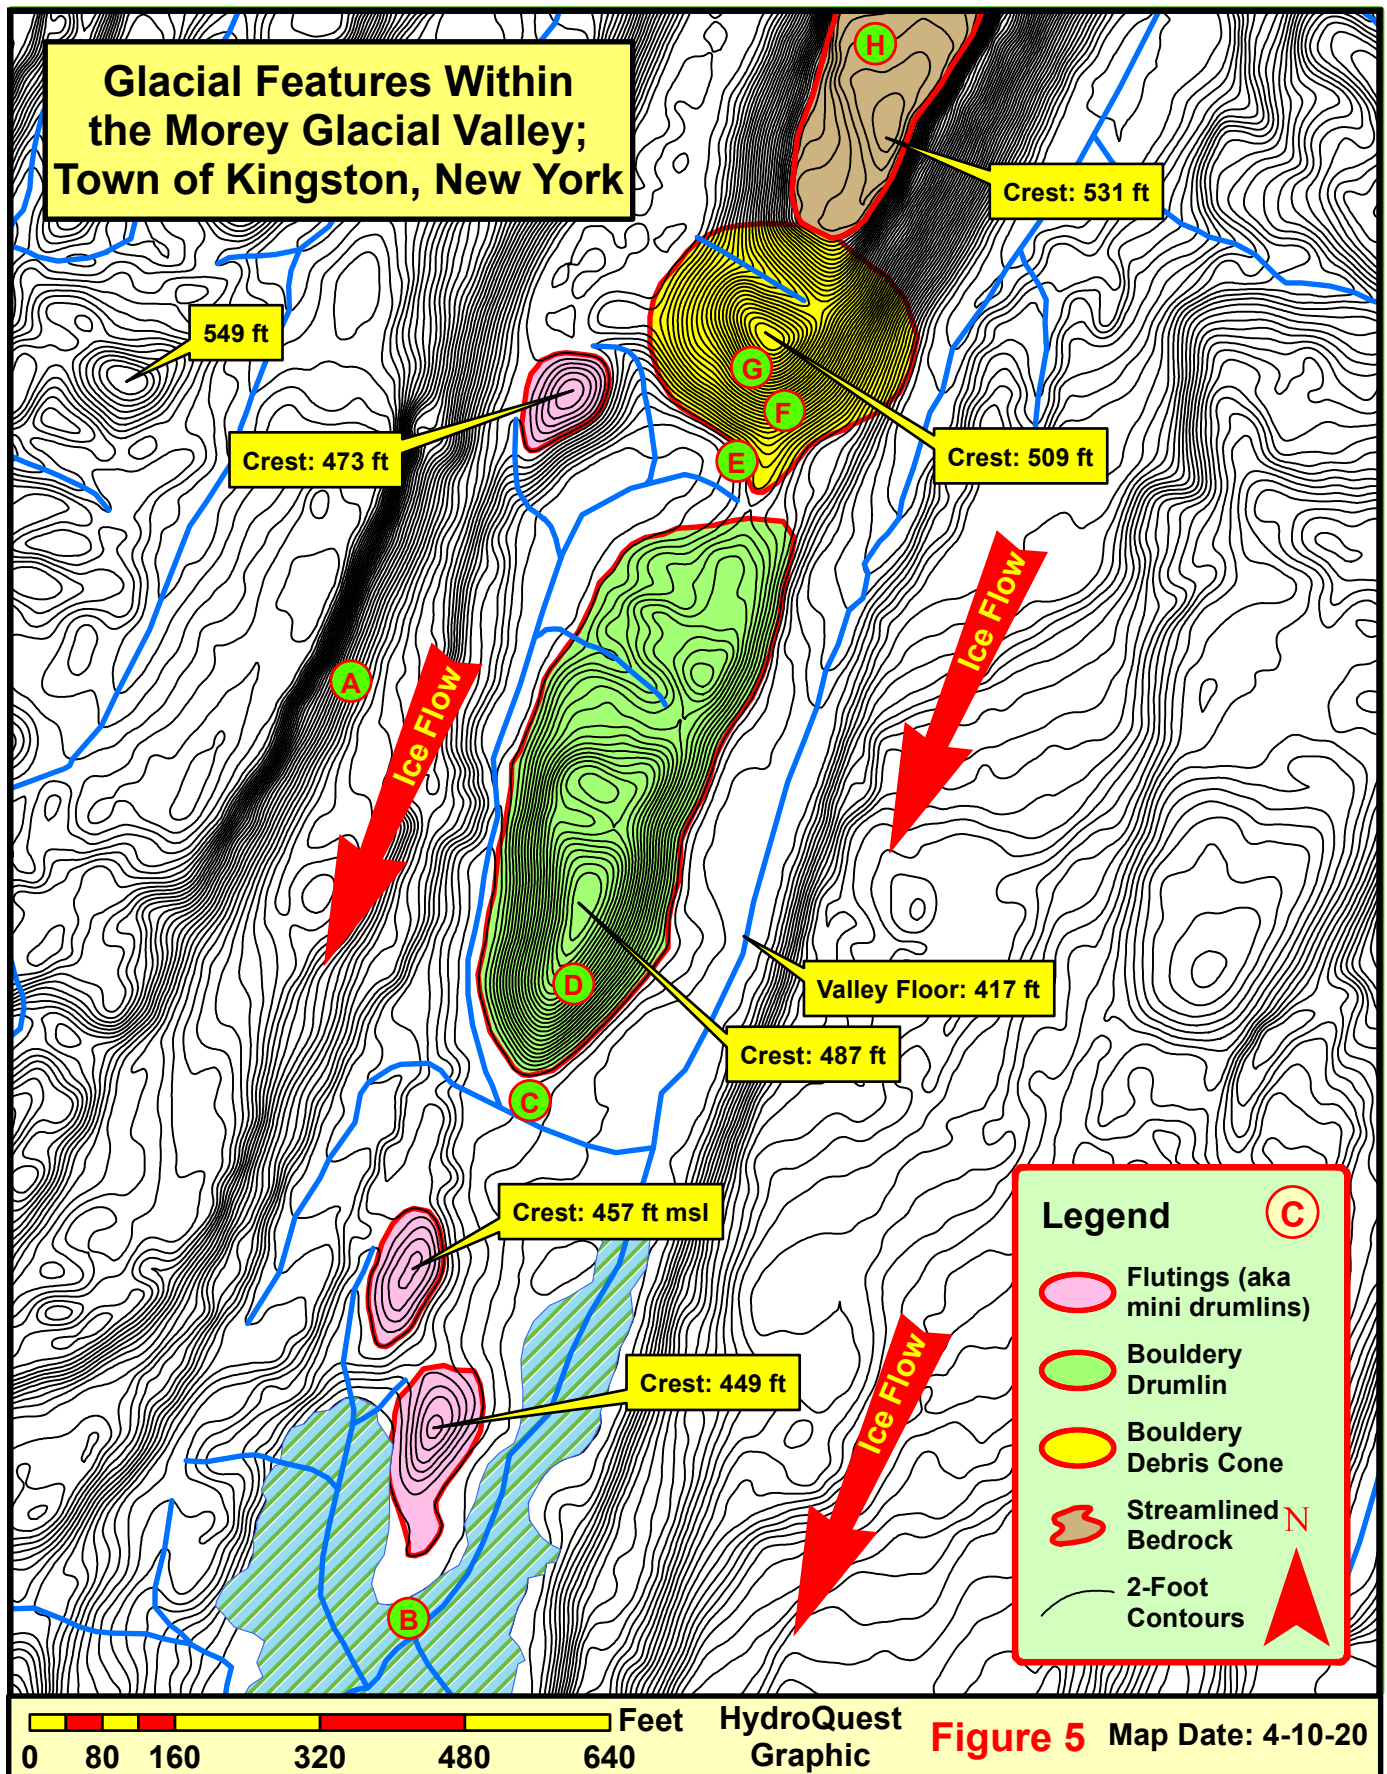 Glacial Features Within
the Morey Glacial Valley;
Town of Kingston, New York
H
Crest: 531 ft
549 ft
Crest: 473 ft
G
F
E
Crest: 509 ft
Ice Flow
A
Ice Flow
D
Valley Floor: 417 ft
Crest: 487 ft
C
Crest: 457 ft msl
Crest: 449 ft
Ice Flow
B
Legend
C
Flutings (aka
mini drumlins)
Bouldery
Drumlin
Bouldery
Debris Cone
Streamlined
Bedrock
N
2-Foot
Contours
Feet
0 80 160 320 480 640
HydroQuest
Graphic
Figure 5
Map Date: 4-10-20